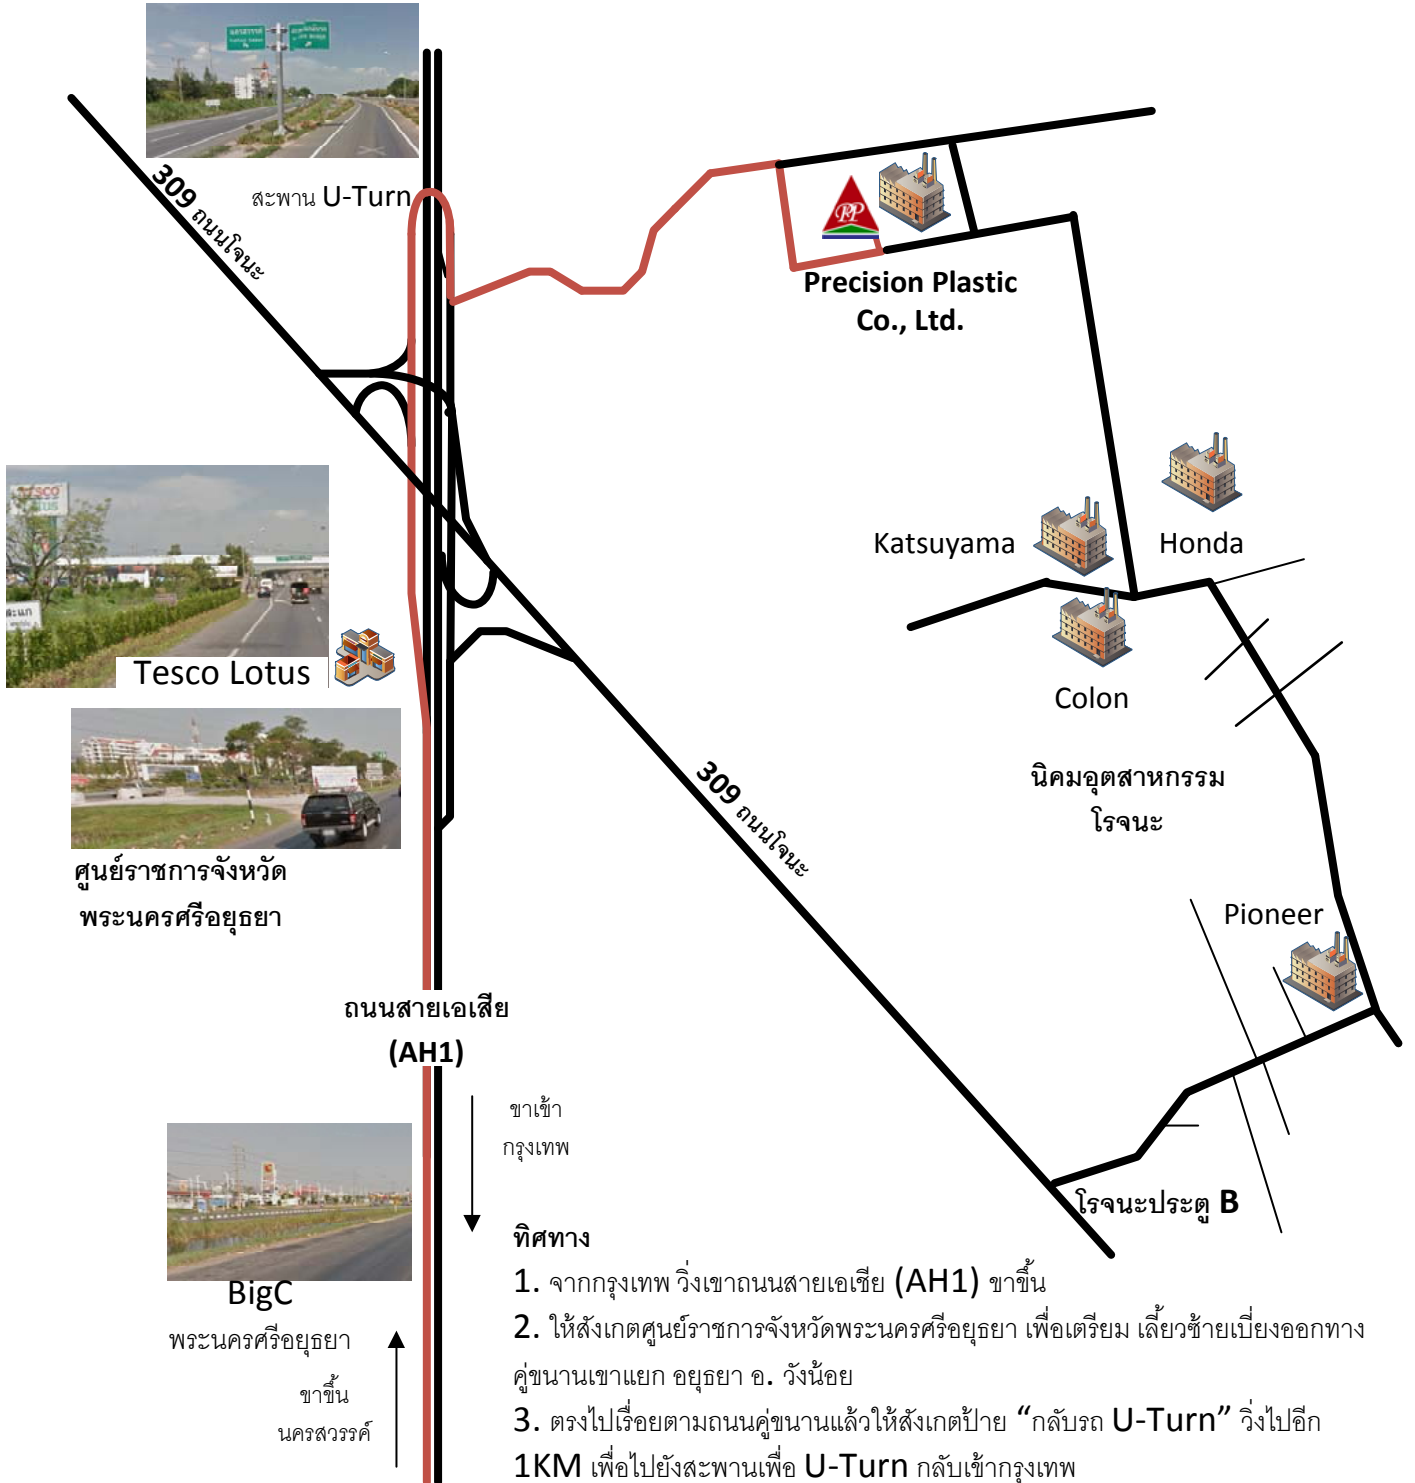 สะพาน U-Turn
309 ถนนโจนะ
PP
Precision Plastic
Co., Ltd.
Katsuyama
Honda
Colon
TESCO
Tesco Lotus
309 ถนนโจนะ
นิคมอุตสาหกรรม
โรจนะ
ศูนย์ราชการจังหวัด
พระนครศรีอยุธยา
Pioneer
ถนนสายเอเสีย
(AH1)
ขาเข้า
กรุงเทพ
โรจนะประตู B
BigC
พระนครศรีอยุธยา
ขาขึ้น
นครสวรรค์
ทิศทาง
1. จากกรุงเทพ วิ่งเขาถนนสายเอเชีย (AH1) ขาขึ้น
2. ให้สังเกตศูนย์ราชการจังหวัดพระนครศรีอยุธยา เพื่อเตรียม เลี้ยวซ้ายเบี่ยงออกทาง
คู่ขนานเขาแยก อยุธยา อ. วังน้อย
3. ตรงไปเรื่อยตามถนนคู่ขนานแล้วให้สังเกตป้าย “กลับรถ U-Turn” วิ่งไปอีก
1KM เพื่อไปยังสะพานเพื่อ U-Turn กลับเข้ากรุงเทพ